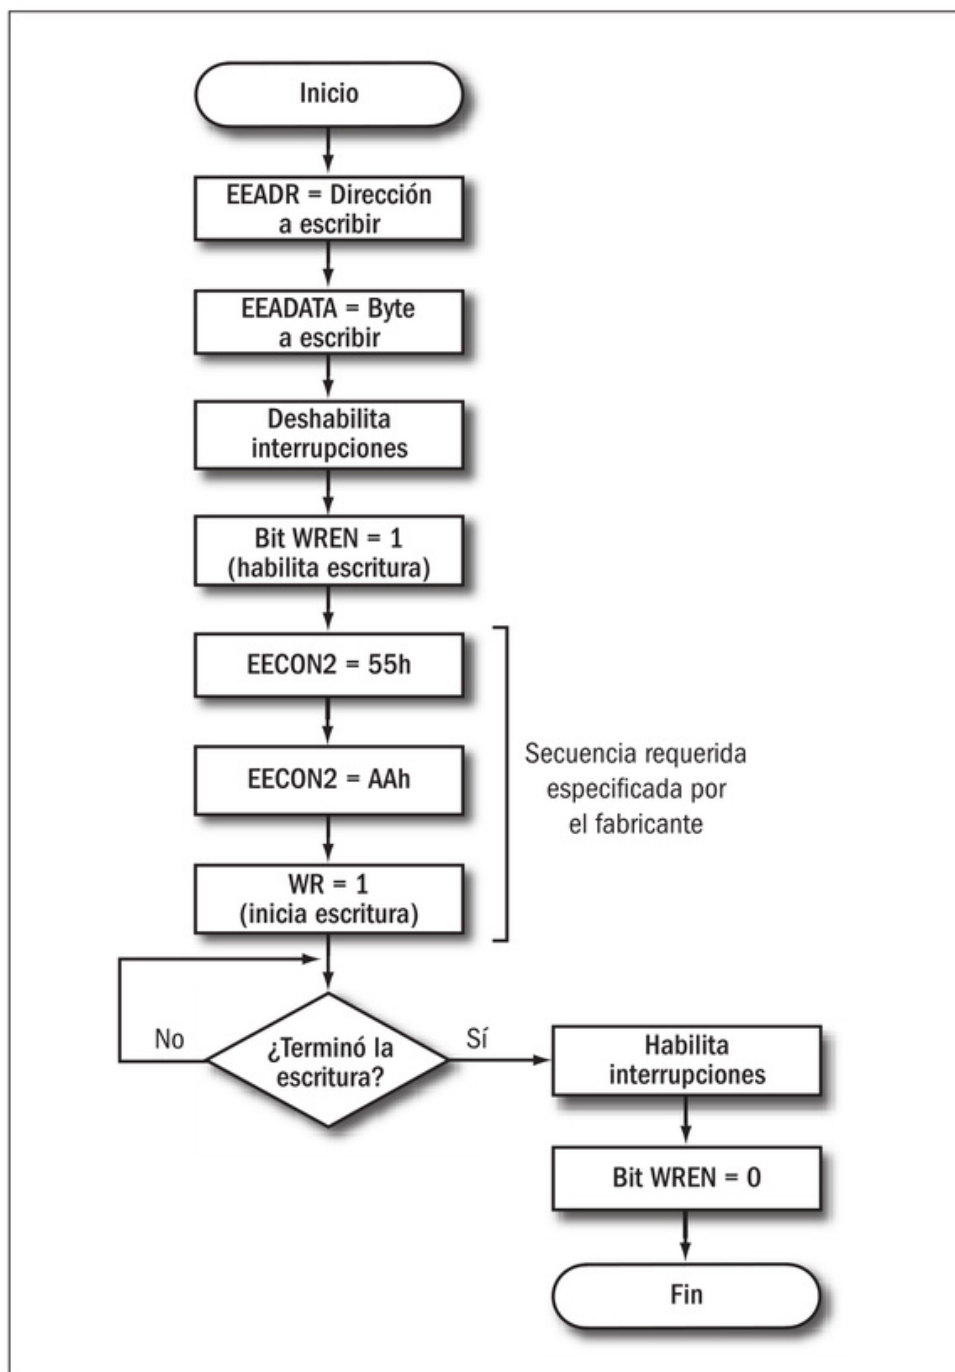 Inicio
EEADR = Dirección
a escribir
EEADATA = Byte
a escribir
Deshabilita
interrupciones
Bit WREN = 1
(habilita escritura)
EECON2 = 55h
EECON2 = AAh
WR = 1
(inicia escritura)
Secuencia requerida
especificada por
el fabricante
No
¿Terminó la
escritura?
Sí
Habilita
interrupciones
Bit WREN = 0
Fin